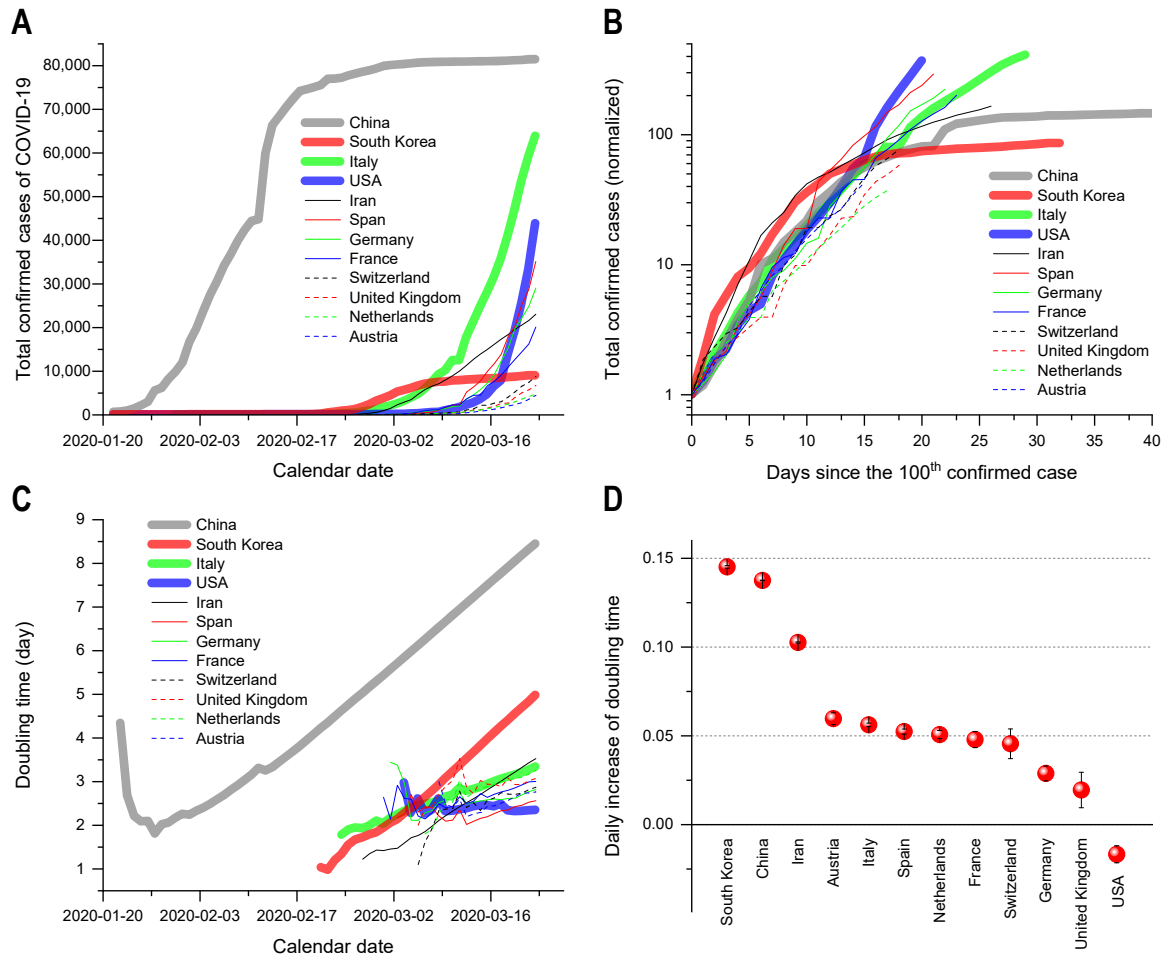 A
Total confirmed cases of COVID-19
80,000
70,000
60,000
50,000
40,000
30,000
20,000
10,000
0
China
South Korea
Italy
USA
Iran
Span
Germany
France
Switzerland
United Kingdom
Netherlands
Austria
2020-01-20 2020-02-03 2020-02-17 2020-03-02 2020-03-16
Calendar date
B
Total confirmed cases (normalized)
100
10
1
China
South Korea
Italy
USA
Iran
Span
Germany
France
Switzerland
United Kingdom
Netherlands
Austria
0 5 10 15 20 25 30 35 40
Days since the 100th confirmed case
C
Doubling time (day)
9
8
7
6
5
4
3
2
1
China
South Korea
Italy
USA
Iran
Span
Germany
France
Switzerland
United Kingdom
Netherlands
Austria
2020-01-20 2020-02-03 2020-02-17 2020-03-02 2020-03-16
Calendar date
D
Daily increase of doubling time
0.15
0.10
0.05
0.00
South Korea
China
Iran
Austria
Italy
Spain
Netherlands
France
Switzerland
Germany
United Kingdom
USA